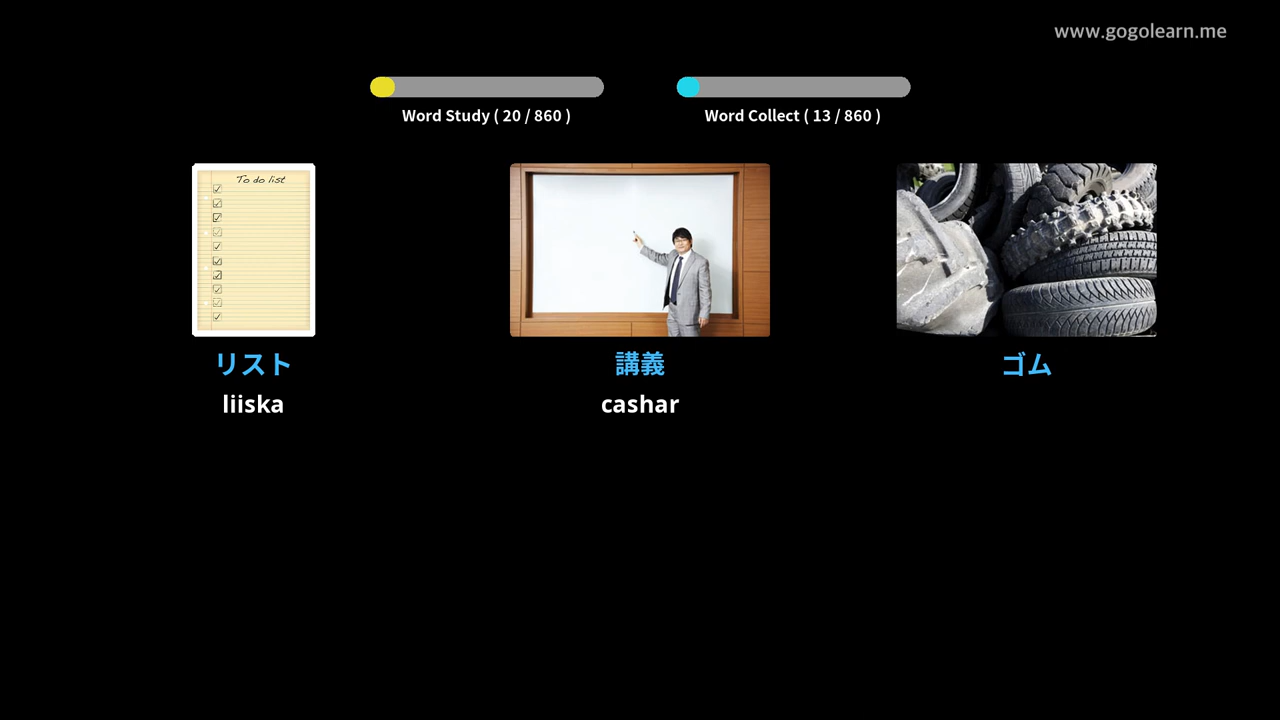 www.gogolearn.me
Word Study ( 20 / 860 )
Word Collect ( 13 / 860 )
To do list
リスト
講義
ゴム
liiska
cashar